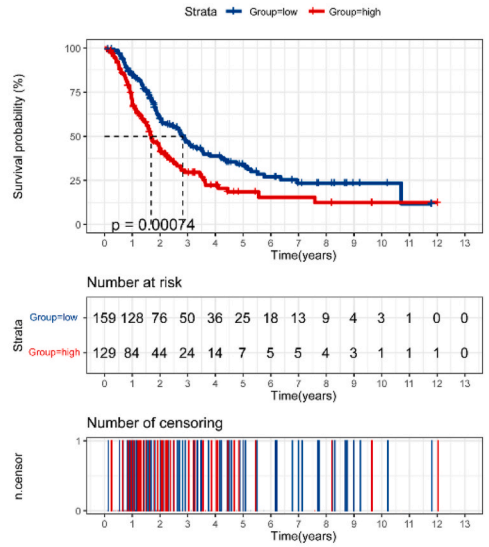 Strata Group=low Group=high
Survival probability (%)
100
75
50
25
0
p = 0.00074
0 1 2 3 4 5 6 7 8 9 10 11 12 13
Time(years)
Number at risk
Strata
Group=low 159 128 76 50 36 25 18 13 9 4 3 1 0 0
Group=high 129 84 44 24 14 7 5 5 4 3 1 1 1 0
0 1 2 3 4 5 6 7 8 9 10 11 12 13
Time(years)
Number of censoring
n.censor
1
0
0 1 2 3 4 5 6 7 8 9 10 11 12 13
Time(years)